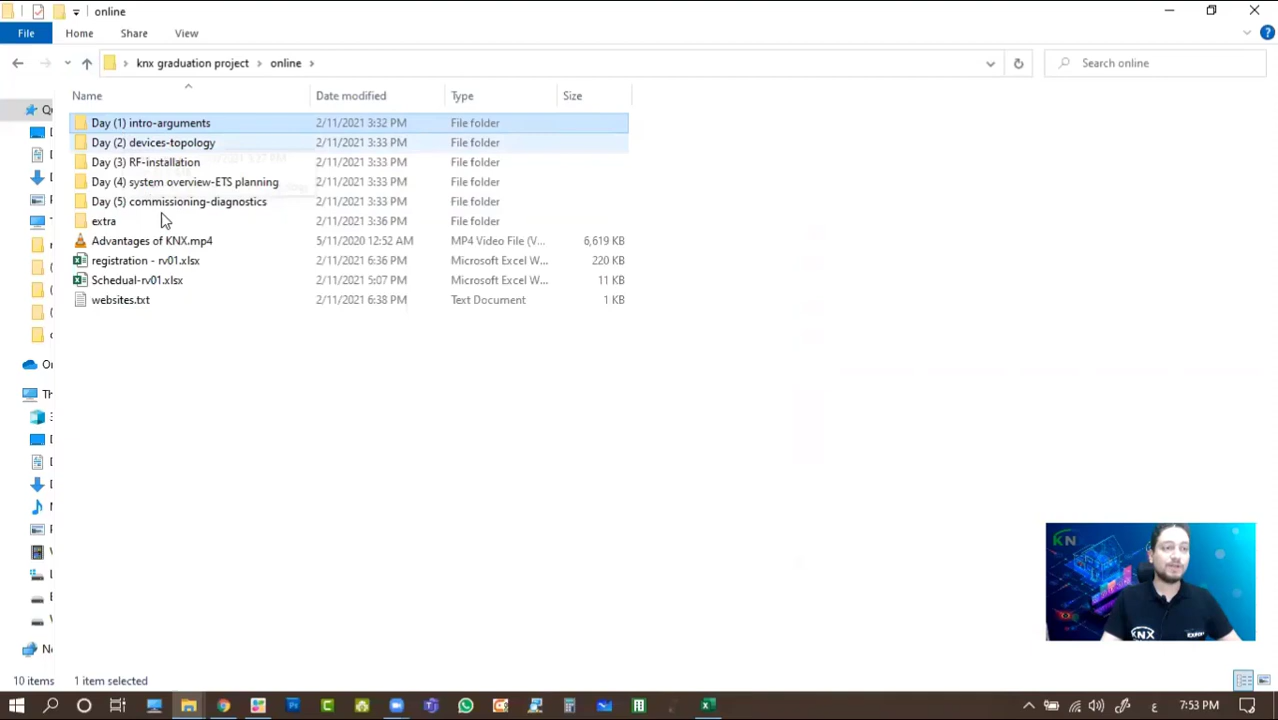 online
File
Home
Share
View
knx graduation project
online
Search online
Name
Date modified
Type
Size
Day (1) intro-arguments
2/11/2021 3:32 PM
File folder
Day (2) devices-topology
2/11/2021 3:33 PM
File folder
Day (3) RF-installation
2/11/2021 3:33 PM
File folder
Day (4) system overview-ETS planning
2/11/2021 3:33 PM
File folder
Day (5) commissioning-diagnostics
2/11/2021 3:33 PM
File folder
extra
2/11/2021 3:36 PM
File folder
Advantages of KNX.mp4
5/11/2020 12:52 AM
MP4 Video File (V...
6,619 KB
registration - rv01.xlsx
2/11/2021 6:36 PM
Microsoft Excel W...
220 KB
Schedual-rv01.xlsx
2/11/2021 5:07 PM
Microsoft Excel W...
11 KB
websites.txt
2/11/2021 6:38 PM
Text Document
1 KB
KN
KNX
10 items
1 item selected
ع
7:53 PM